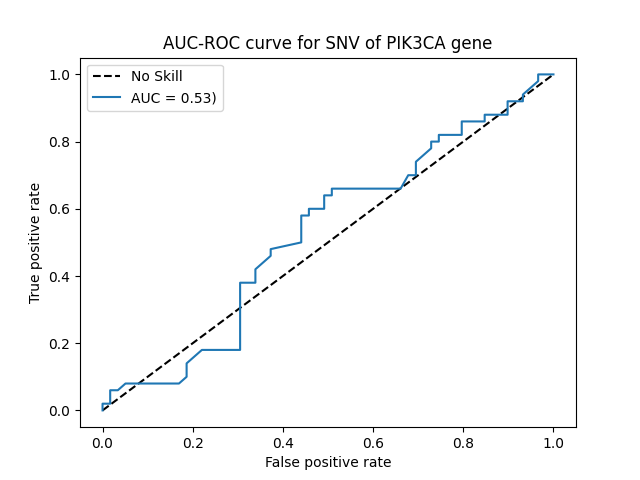 AUC-ROC curve for SNV of PIK3CA gene
No Skill
AUC = 0.53)
True positive rate
1.0
0.8
0.6
0.4
0.2
0.0
0.0 0.2 0.4 0.6 0.8 1.0
False positive rate